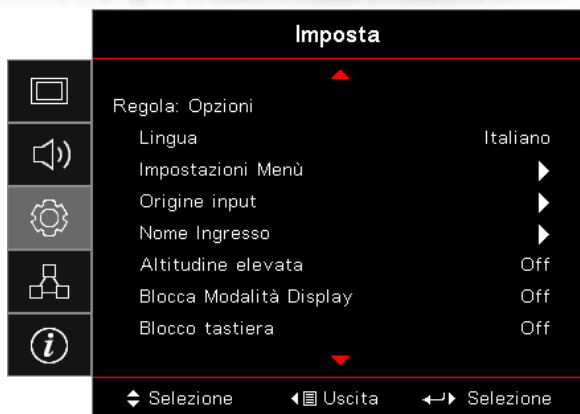 Imposta
Regola: Opzioni
Lingua Italiano
Impostazioni Menù
Origine input
Nome Ingresso
Altitudine elevata Off
Blocca Modalità Display Off
Blocco tastiera Off
Selezione Uscita Selezione